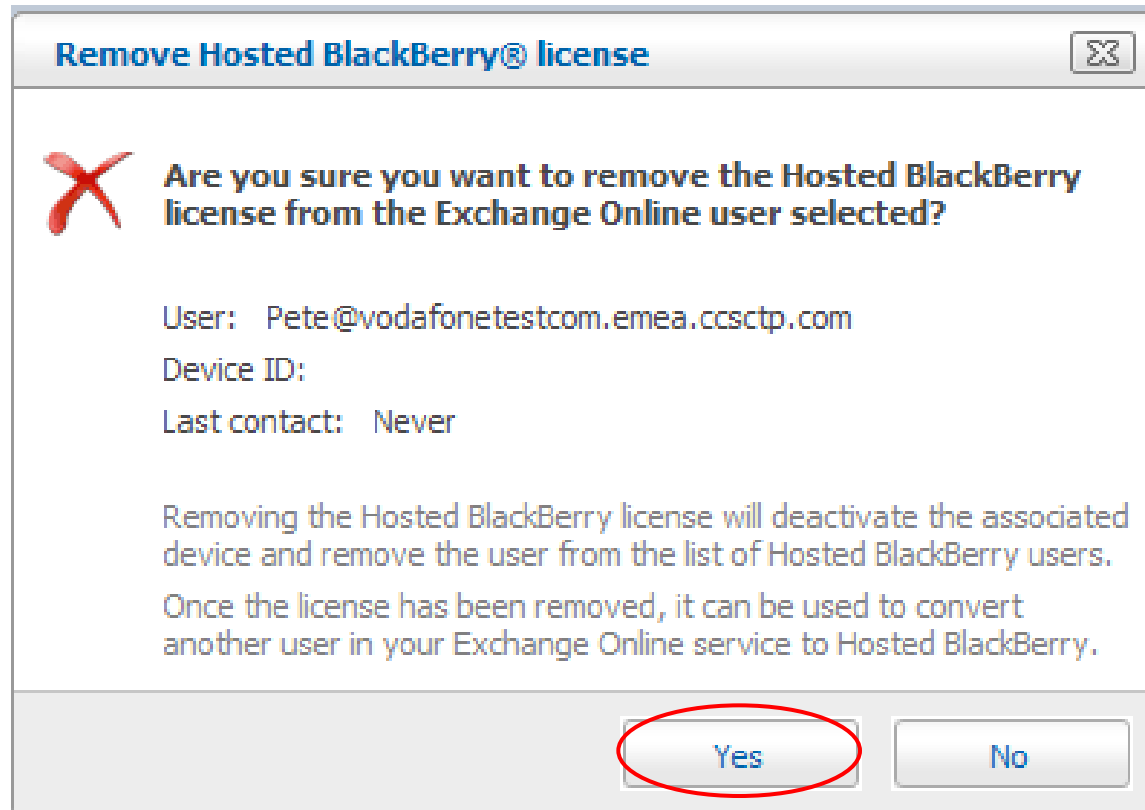 Remove Hosted BlackBerry® license
Are you sure you want to remove the Hosted BlackBerry
license from the Exchange Online user selected?
User: Pete@vodafonetestcom.emea.ccsctp.com
Device ID:
Last contact: Never
Removing the Hosted BlackBerry license will deactivate the associated
device and remove the user from the list of Hosted BlackBerry users.
Once the license has been removed, it can be used to convert
another user in your Exchange Online service to Hosted BlackBerry.
Yes No